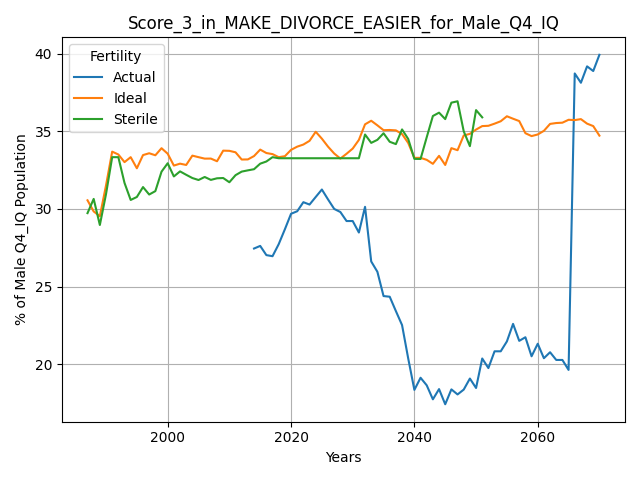 Score_3_in_MAKE_DIVORCE_EASIER_for_Male_Q4_IQ
Fertility
Actual
Ideal
Sterile
% of Male Q4_IQ Population
40
35
30
25
20
2000
2020
2040
2060
Years